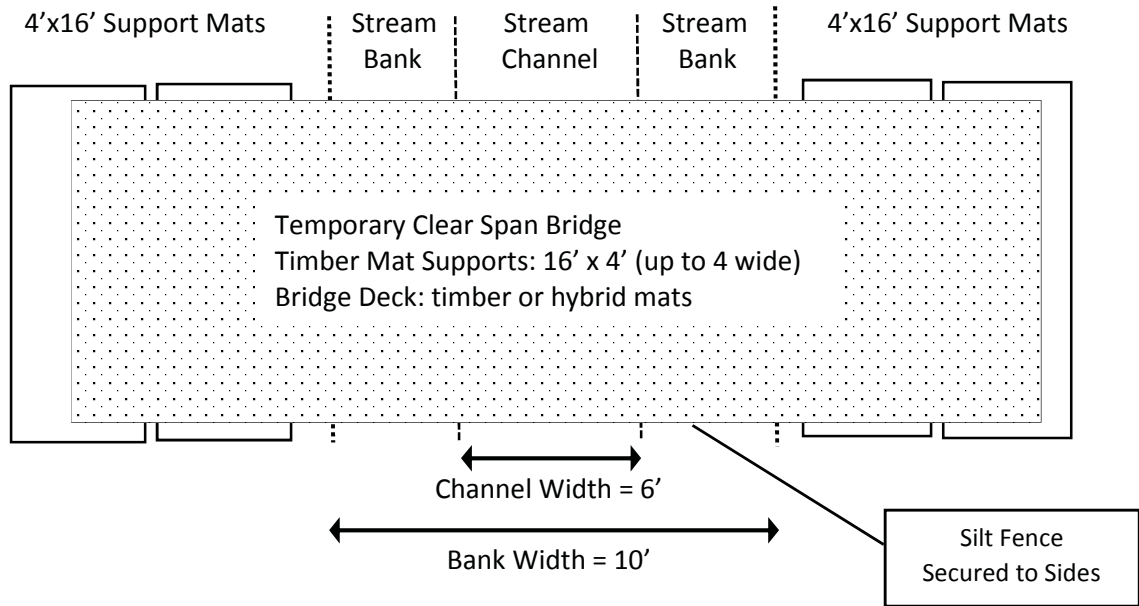 4’x16’ Support Mats
Stream
Bank
Stream
Channel
Stream
Bank
4’x16’ Support Mats
Temporary Clear Span Bridge
Timber Mat Supports: 16’ x 4’ (up to 4 wide)
Bridge Deck: timber or hybrid mats
Channel Width = 6’
Bank Width = 10’
Silt Fence
Secured to Sides